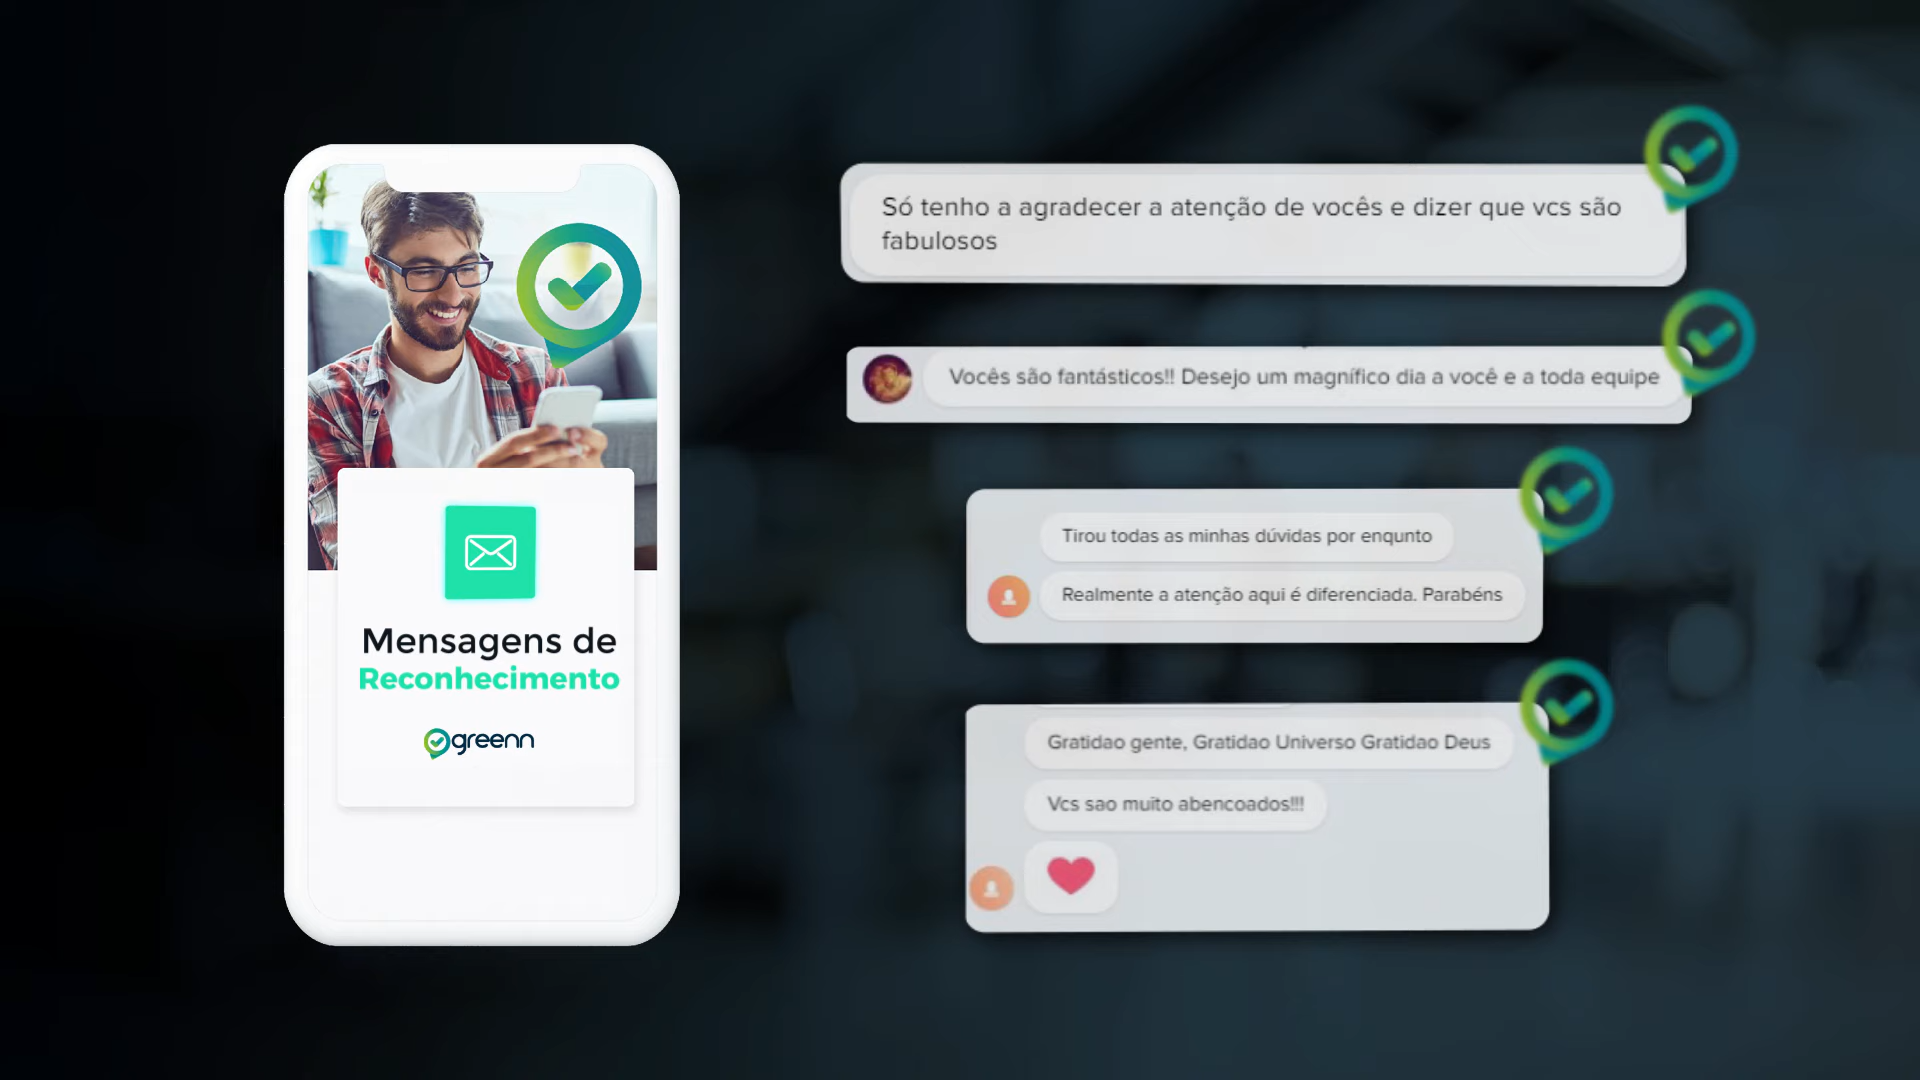 Mensagens de
Reconhecimento
greenn
Só tenho a agradecer a atenção de vocês e dizer que vcs são
fabulosos
Vocês são fantásticos!! Desejo um magnífico dia a você e a toda equipe
Tirou todas as minhas dúvidas por enqunto
Realmente a atenção aqui é diferenciada. Parabéns
Gratidao gente, Gratidao Universo Gratidao Deus
Vcs sao muito abencoados!!!